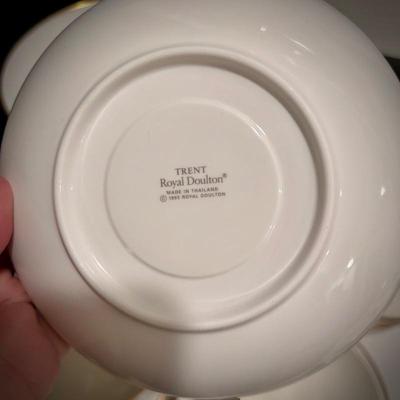 TRENT
Royal Doulton®
MADE IN THAILAND
© 1995 ROYAL DOULTON